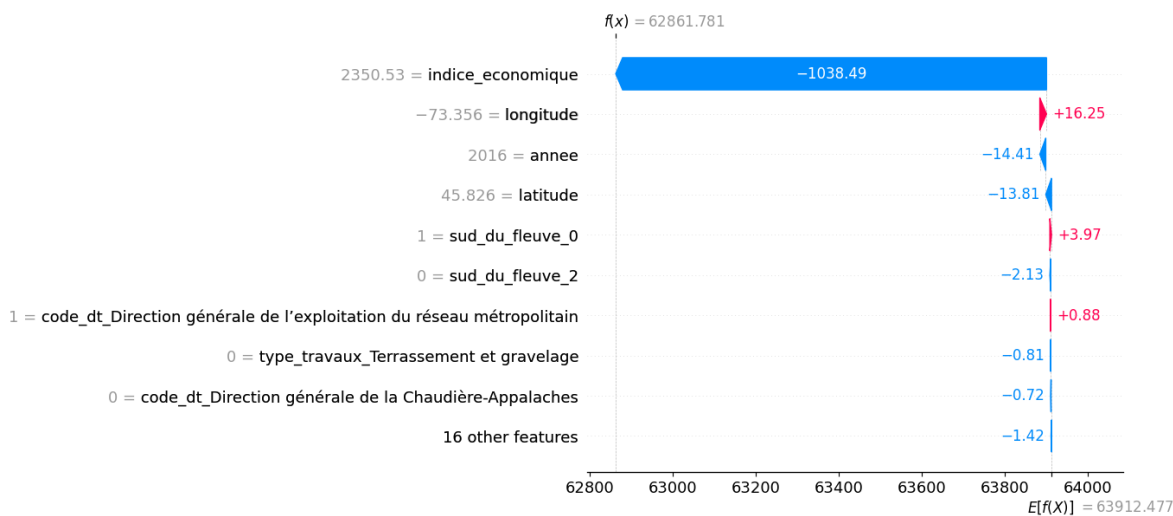 f(x) = 62861.781
2350.53 = indice_economique
−1038.49
−73.356 = longitude
+16.25
2016 = annee
−14.41
45.826 = latitude
−13.81
1 = sud_du_fleuve_0
+3.97
0 = sud_du_fleuve_2
−2.13
1 = code_dt_Direction générale de l’exploitation du réseau métropolitain
+0.88
0 = type_travaux_Terrassement et gravelage
−0.81
0 = code_dt_Direction générale de la Chaudière-Appalaches
−0.72
16 other features
−1.42
62800 63000 63200 63400 63600 63800 64000
E[f(X)] = 63912.477